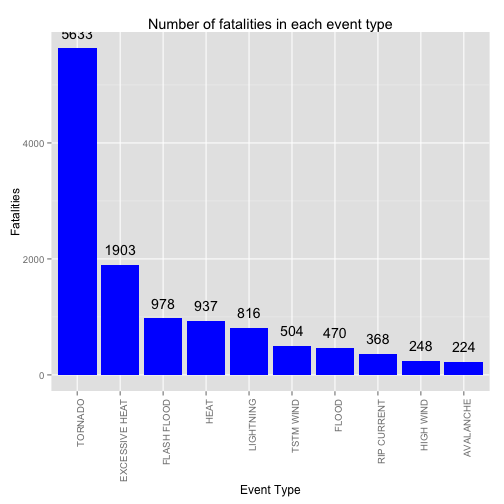 Number of fatalities in each event type
5633
1903
978
937
816
504
470
368
248
224
Fatalities
4000
2000
0
TORNADO
EXCESSIVE HEAT
FLASH FLOOD
HEAT
LIGHTNING
TSTM WIND
FLOOD
RIP CURRENT
HIGH WIND
AVALANCHE
Event Type